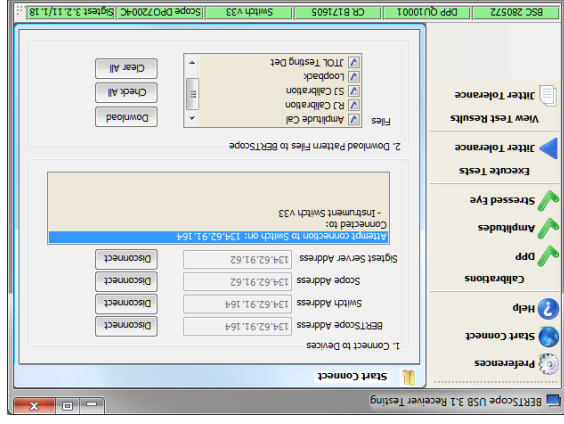 BERTScope USB 3.1 Receiver Testing
Preferences
Start Connect
Help
Calibrations
DPP
Amplitudes
Stressed Eye
Execute Tests
Jitter Tolerance
View Test Results
Jitter Tolerance
Start Connect
1. Connect to Devices
BERTScope Address 134.62.91.164 Disconnect
Switch Address 134.62.91.164 Disconnect
Scope Address 134.62.91.62 Disconnect
Sigtest Server Address 134.62.91.62 Disconnect
Attempt connection to Switch on: 134.62.91.164
Connected to:
- Instrument Switch v33
2. Download Pattern Files to BERTScope
Files
Amplitude Cal
RJ Calibration
SJ Calibration
Loopback
JTOL Testing Det
Download
Check All
Clear All
BSC 280572 DPP QU10001 CR B171605 Switch v33 Scope DPO72004C Sigtest 3.2.11/1.18